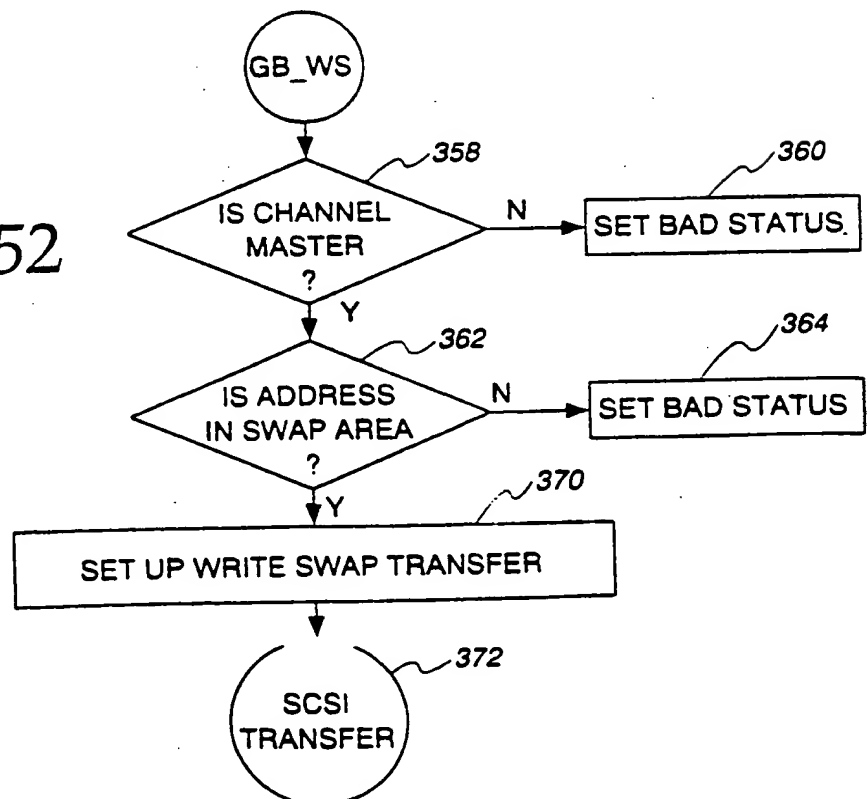 GB_WS
358
IS CHANNEL
MASTER
?
N
360
SET BAD STATUS.
52
Y
362
IS ADDRESS
IN SWAP AREA
?
N
364
SET BAD STATUS
Y
370
SET UP WRITE SWAP TRANSFER
372
SCSI
TRANSFER